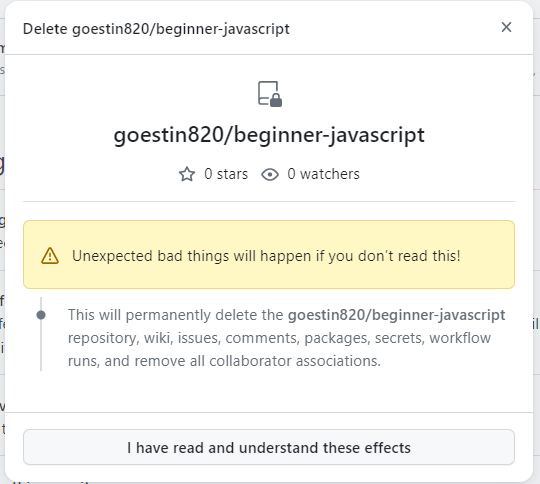 Delete goestin820/beginner-javascript
goestin820/beginner-javascript
0 stars 0 watchers
Unexpected bad things will happen if you don’t read this!
This will permanently delete the goestin820/beginner-javascript
repository, wiki, issues, comments, packages, secrets, workflow
runs, and remove all collaborator associations.
I have read and understand these effects